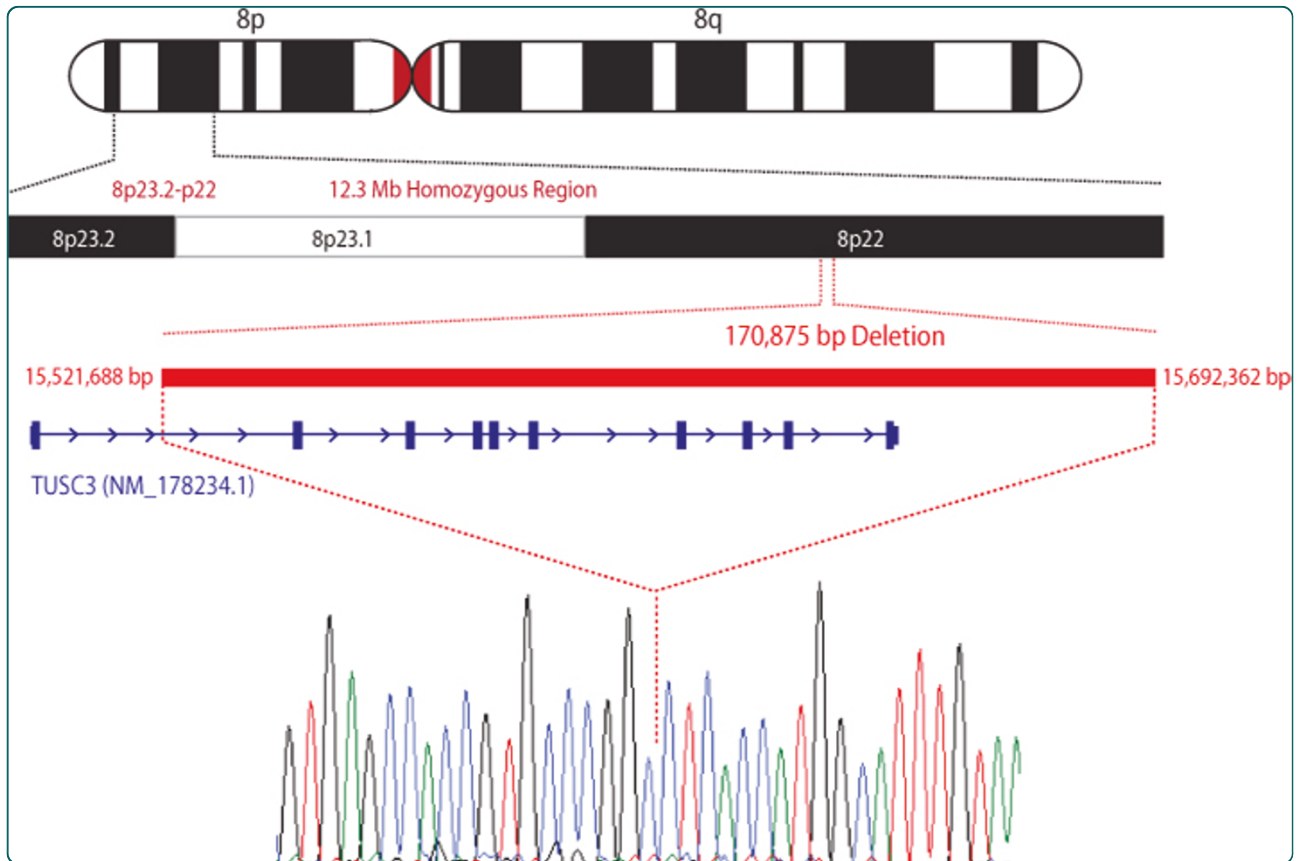 8p 8q
8p23.2-p22 12.3 Mb Homozygous Region
8p23.2 8p23.1 8p22
170,875 bp Deletion
15,521,688 bp 15,692,362 bp
TUSC3 (NM_178234.1)